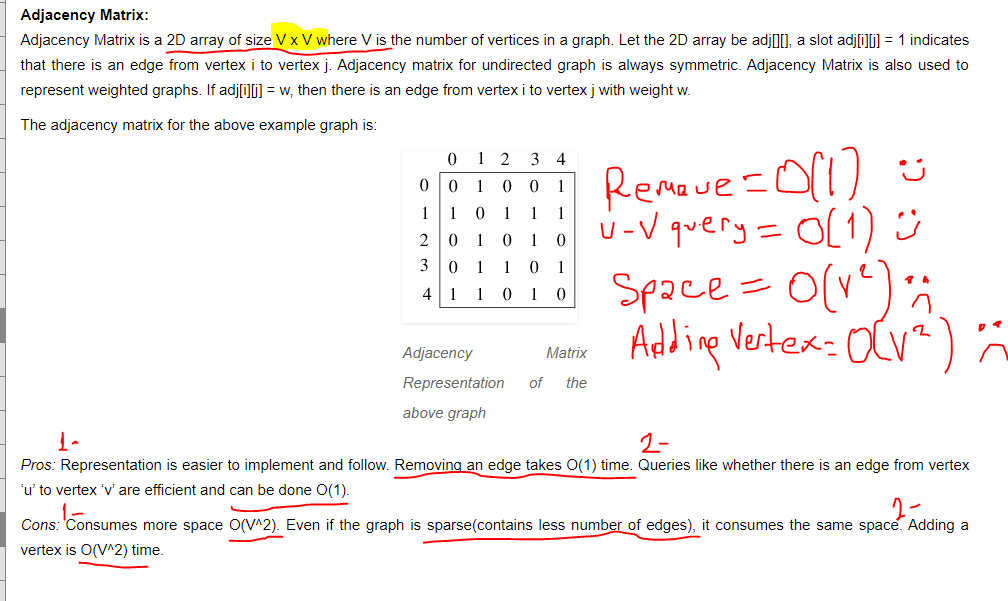 Adjacency Matrix:
Adjacency Matrix is a 2D array of size V x V where V is the number of vertices in a graph. Let the 2D array be adj[][], a slot adj[i][j] = 1 indicates
that there is an edge from vertex i to vertex j. Adjacency matrix for undirected graph is always symmetric. Adjacency Matrix is also used to
represent weighted graphs. If adj[i][j] = w, then there is an edge from vertex i to vertex j with weight w.
The adjacency matrix for the above example graph is:
0 1 2 3 4
0 0 1 0 0 1
1 1 0 1 1 1
2 0 1 0 1 0
3 0 1 1 0 1
4 1 1 0 1 0
Remove = O(1)
U-V query = O(1)
Space = O(V²)
Adding Vertex = O(V²)
Adjacency Matrix
Representation of the
above graph
1-
2-
Pros: Representation is easier to implement and follow. Removing an edge takes O(1) time. Queries like whether there is an edge from vertex
'u' to vertex 'v' are efficient and can be done O(1).
1-
2-
Cons: Consumes more space O(V^2). Even if the graph is sparse(contains less number of edges), it consumes the same space. Adding a
vertex is O(V^2) time.